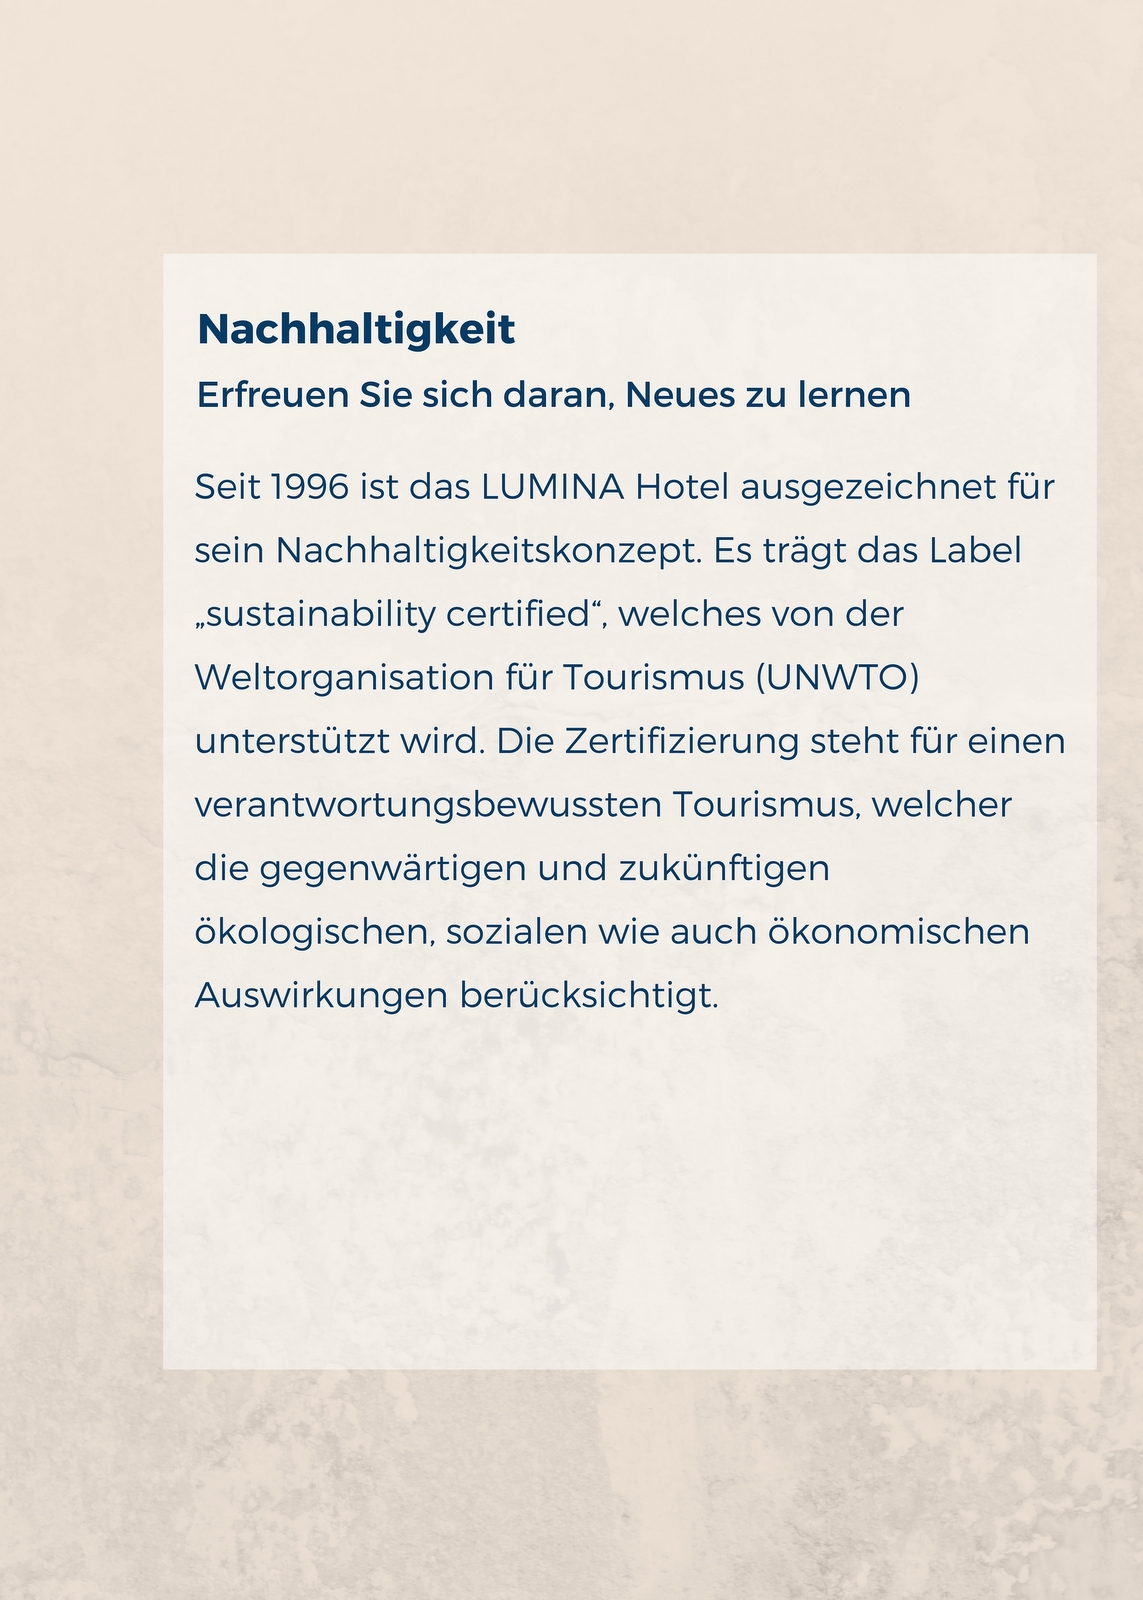 Nachhaltigkeit
Erfreuen Sie sich daran, Neues zu lernen
Seit 1996 ist das LUMINA Hotel ausgezeichnet für
sein Nachhaltigkeitskonzept. Es trägt das Label
„sustainability certified“, welches von der
Weltorganisation für Tourismus (UNWTO)
unterstützt wird. Die Zertifizierung steht für einen
verantwortungsbewussten Tourismus, welcher
die gegenwärtigen und zukünftigen
ökologischen, sozialen wie auch ökonomischen
Auswirkungen berücksichtigt.